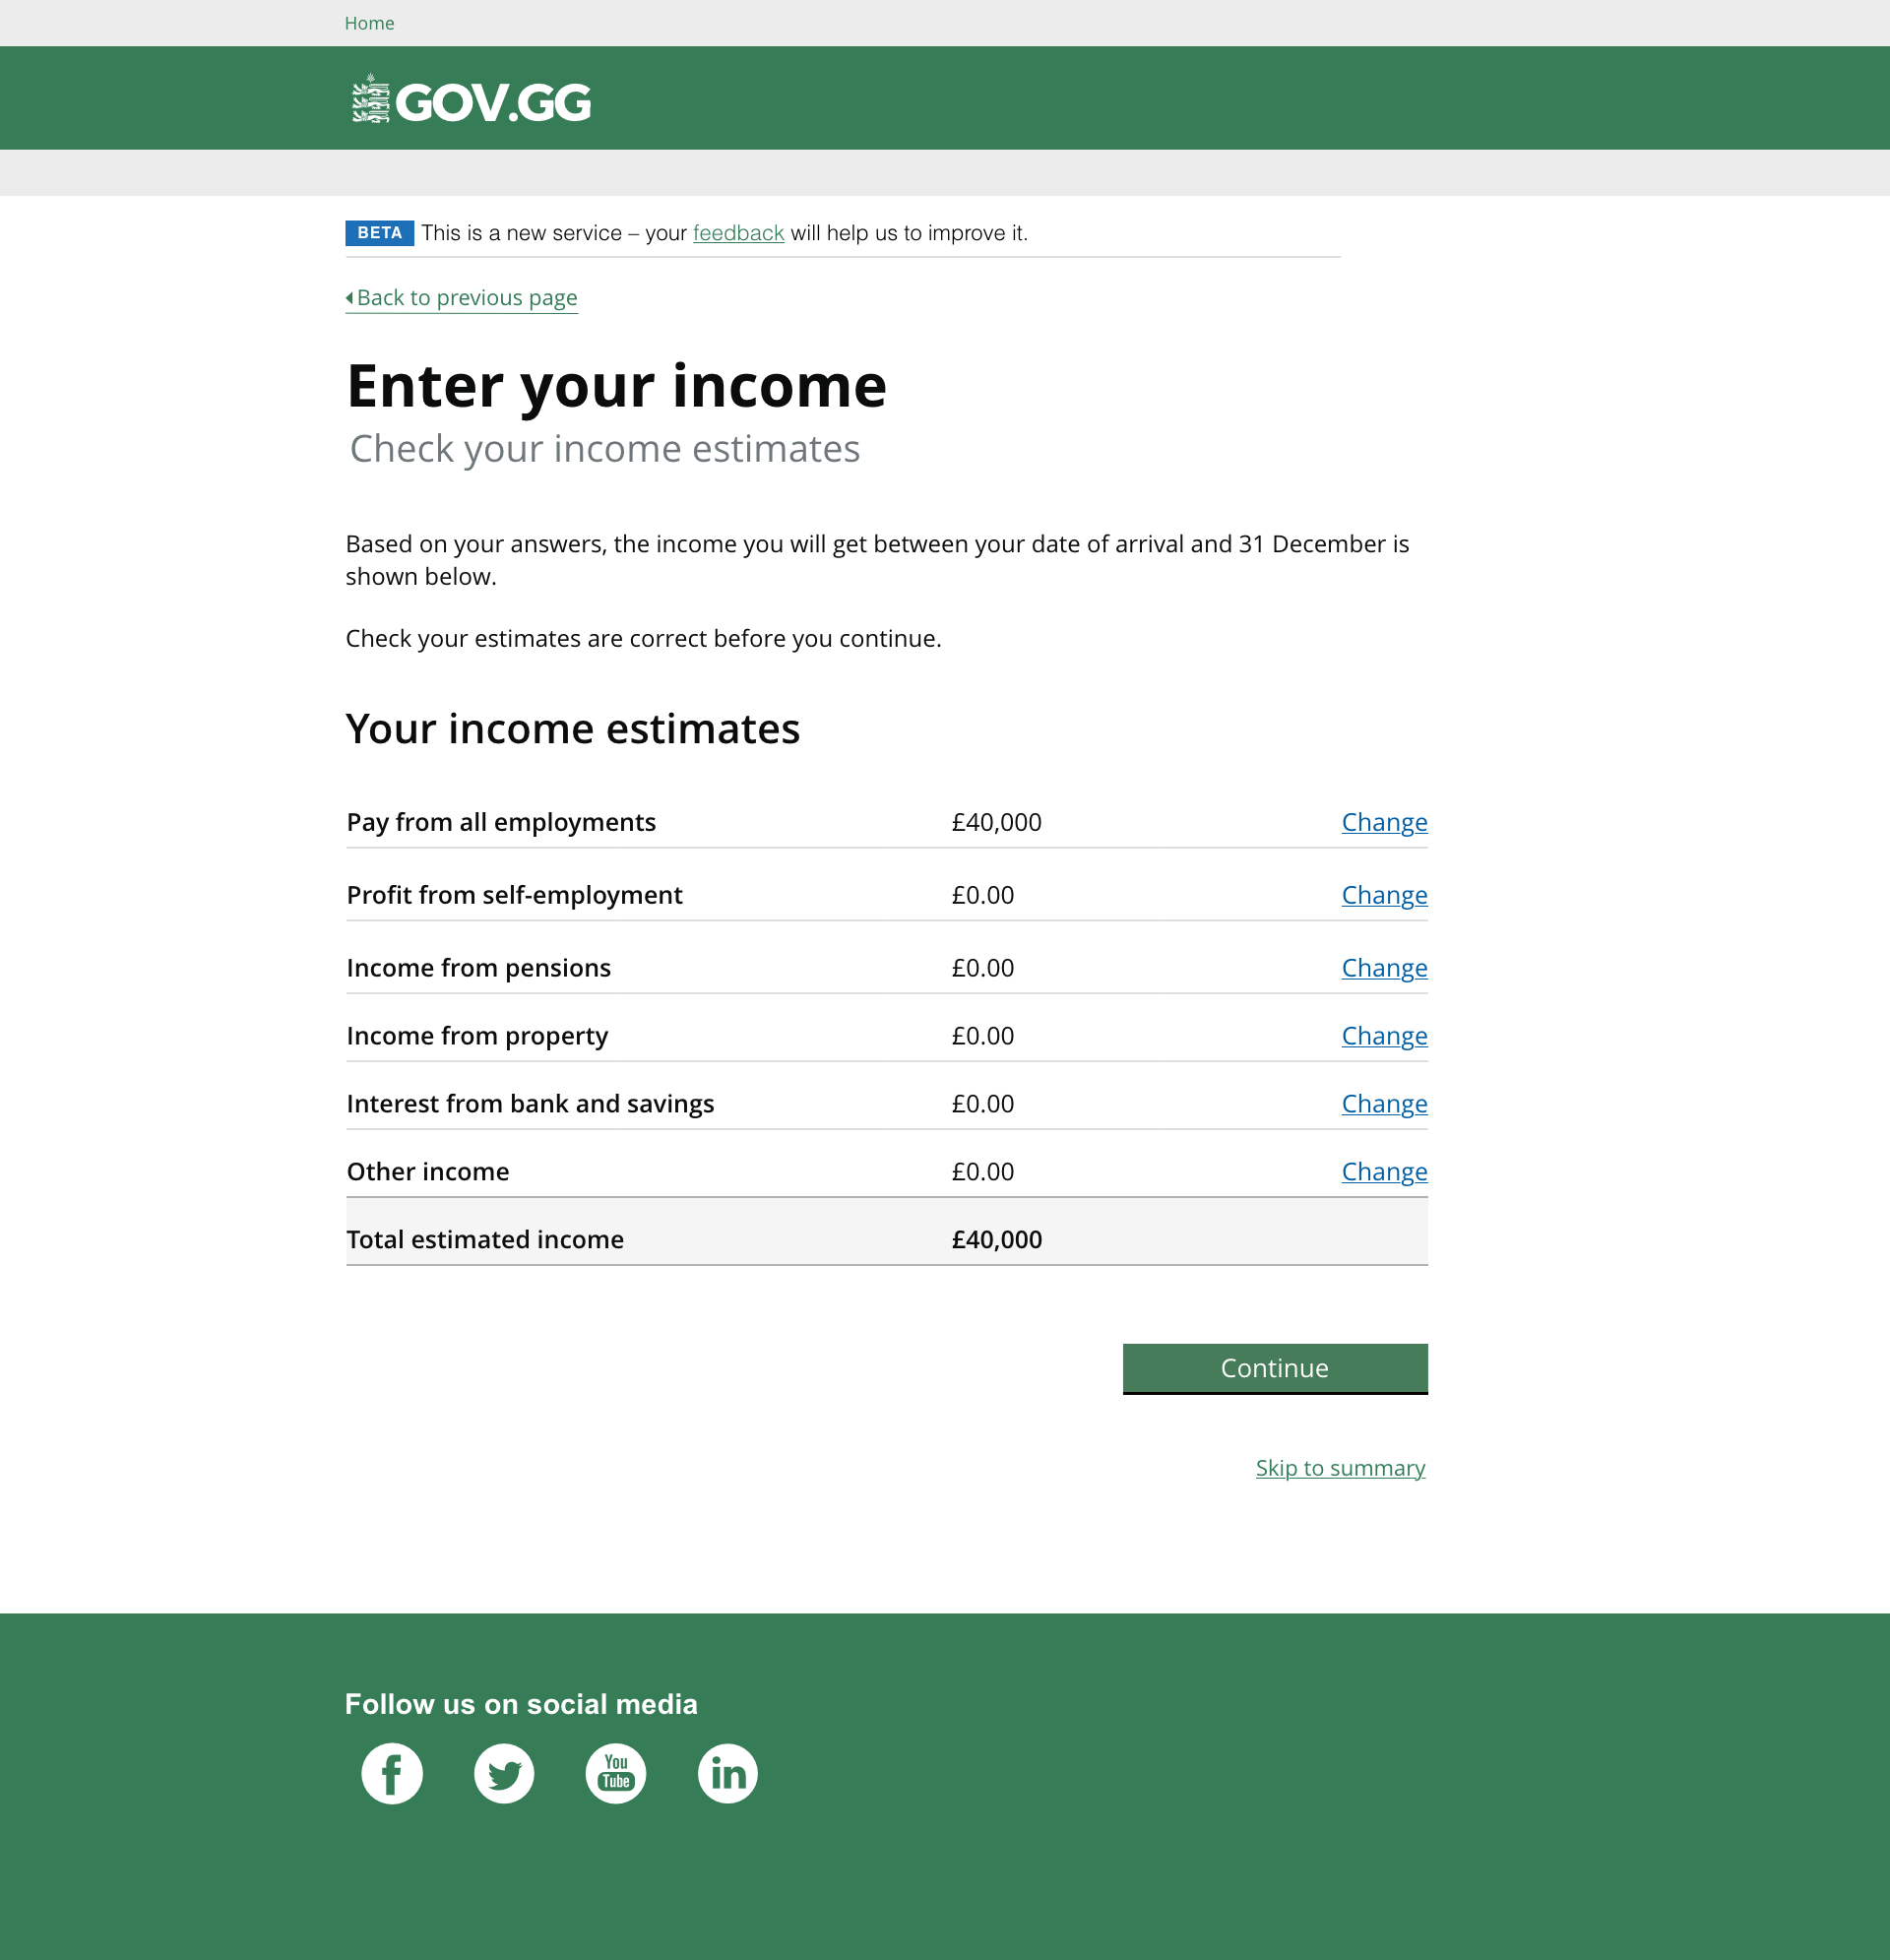 Home
GOV.GG
BETA This is a new service – your feedback will help us to improve it.
Back to previous page
Enter your income
Check your income estimates
Based on your answers, the income you will get between your date of arrival and 31 December is
shown below.
Check your estimates are correct before you continue.
Your income estimates
Pay from all employments £40,000 Change
Profit from self-employment £0.00 Change
Income from pensions £0.00 Change
Income from property £0.00 Change
Interest from bank and savings £0.00 Change
Other income £0.00 Change
Total estimated income £40,000
Continue
Skip to summary
Follow us on social media
f You Tube in